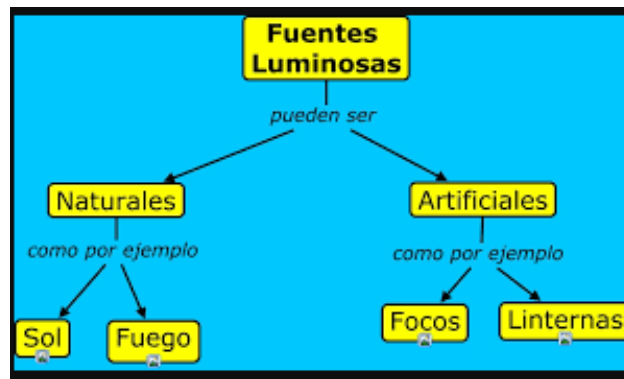 Fuentes
Luminosas
pueden ser
Naturales
Artificiales
como por ejemplo
como por ejemplo
Sol
Fuego
Focos
Linternas